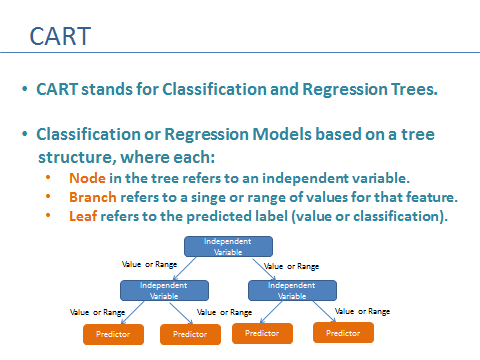 CART
• CART stands for Classification and Regression Trees.
• Classification or Regression Models based on a tree
structure, where each:
• Node in the tree refers to an independent variable.
• Branch refers to a singe or range of values for that feature.
• Leaf refers to the predicted label (value or classification).
Independent
Variable
Value or Range
Value or Range
Independent
Variable
Independent
Variable
Value or Range
Value or Range
Value or Range
Predictor
Predictor
Predictor
Predictor